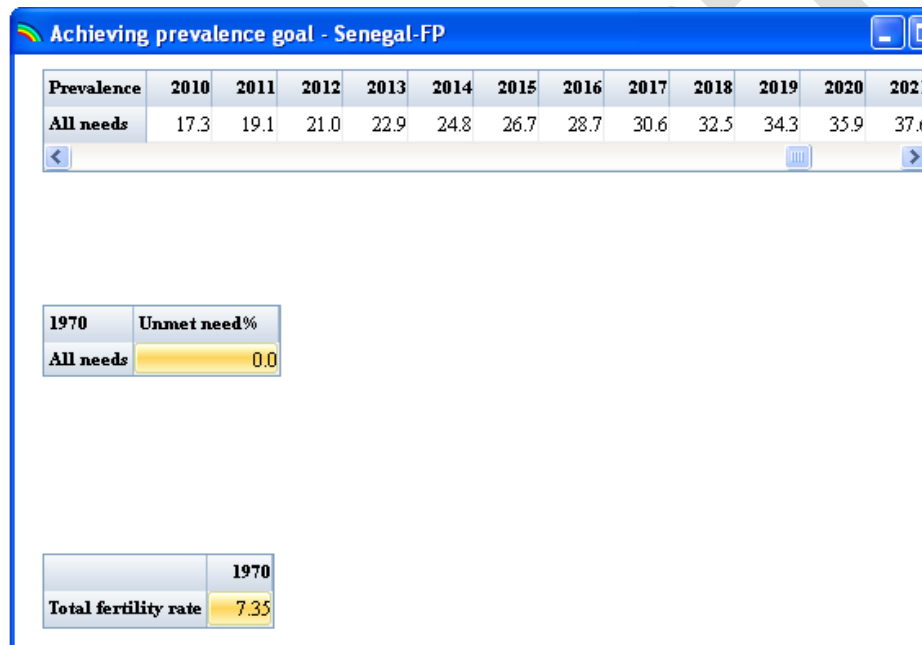 Achieving prevalence goal - Senegal-FP
Prevalence 2010 2011 2012 2013 2014 2015 2016 2017 2018 2019 2020
All needs 17.3 19.1 21.0 22.9 24.8 26.7 28.7 30.6 32.5 34.3 35.9
1970 Unmet need%
All needs 0.0
1970
Total fertility rate 7.35